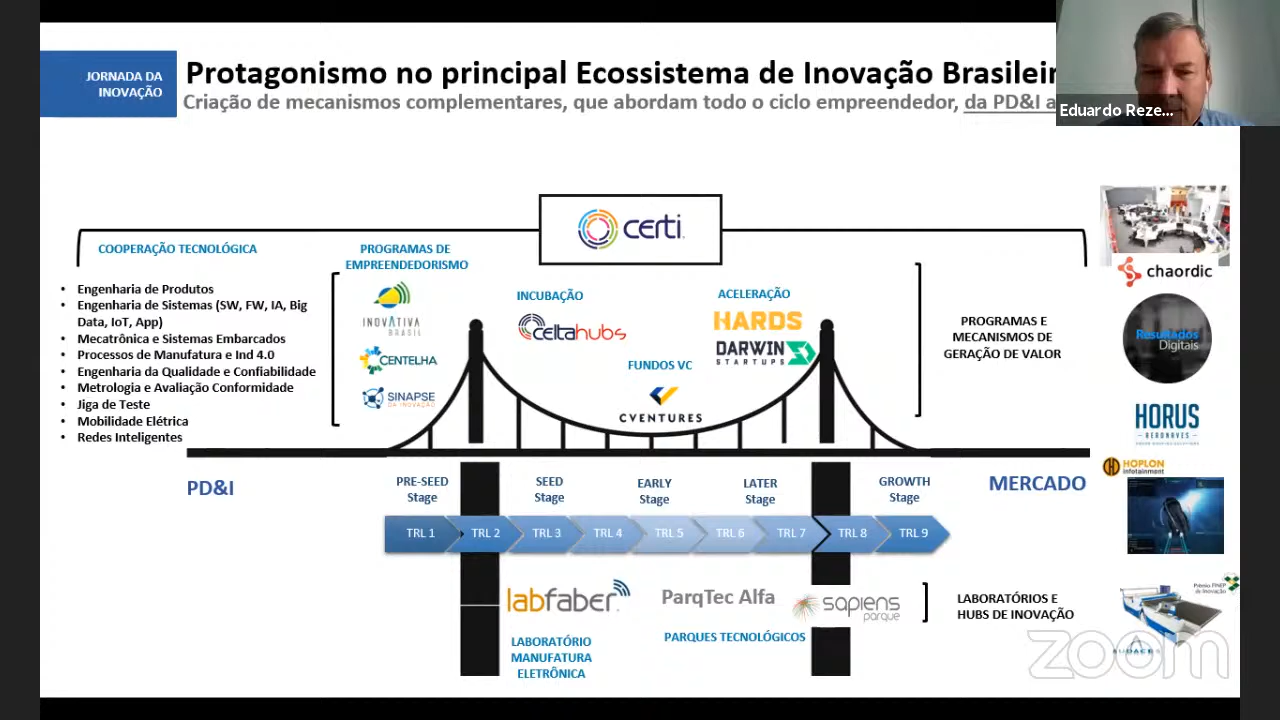 JORNADA DA
INOVAÇÃO
Protagonismo no principal Ecossistema de Inovação Brasileir
Criação de mecanismos complementares, que abordam todo o ciclo empreendedor, da PD&I a
Eduardo Reze...
certi
COOPERAÇÃO TECNOLÓGICA
• Engenharia de Produtos
• Engenharia de Sistemas (SW, FW, IA, Big
Data, IoT, App)
• Mecatrônica e Sistemas Embarcados
• Processos de Manufatura e Ind 4.0
• Engenharia da Qualidade e Confiabilidade
• Metrologia e Avaliação Conformidade
• Jiga de Teste
• Mobilidade Elétrica
• Redes Inteligentes
PROGRAMAS DE
EMPREENDEDORISMO
INOVATIVA
BRASIL
CENTELHA
SINAPSE
DA INOVAÇÃO
INCUBAÇÃO
celtahubs
ACELERAÇÃO
HARDS
DARWIN
STARTUPS
FUNDOS VC
CVENTURES
PROGRAMAS E
MECANISMOS DE
GERAÇÃO DE VALOR
chaordic
Resultados
Digitais
HORUS
AERONAVES
HOPLON
infotainment
PD&I
PRE-SEED
Stage
SEED
Stage
EARLY
Stage
LATER
Stage
GROWTH
Stage
MERCADO
TRL 1
TRL 2
TRL 3
TRL 4
TRL 5
TRL 6
TRL 7
TRL 8
TRL 9
labfaber
LABORATÓRIO
MANUFATURA
ELETRÔNICA
ParqTec Alfa
sapiens
parque
PARQUES TECNOLÓGICOS
LABORATÓRIOS E
HUBS DE INOVAÇÃO
Prêmio FINEP
de Inovação
AUDACES
zoom